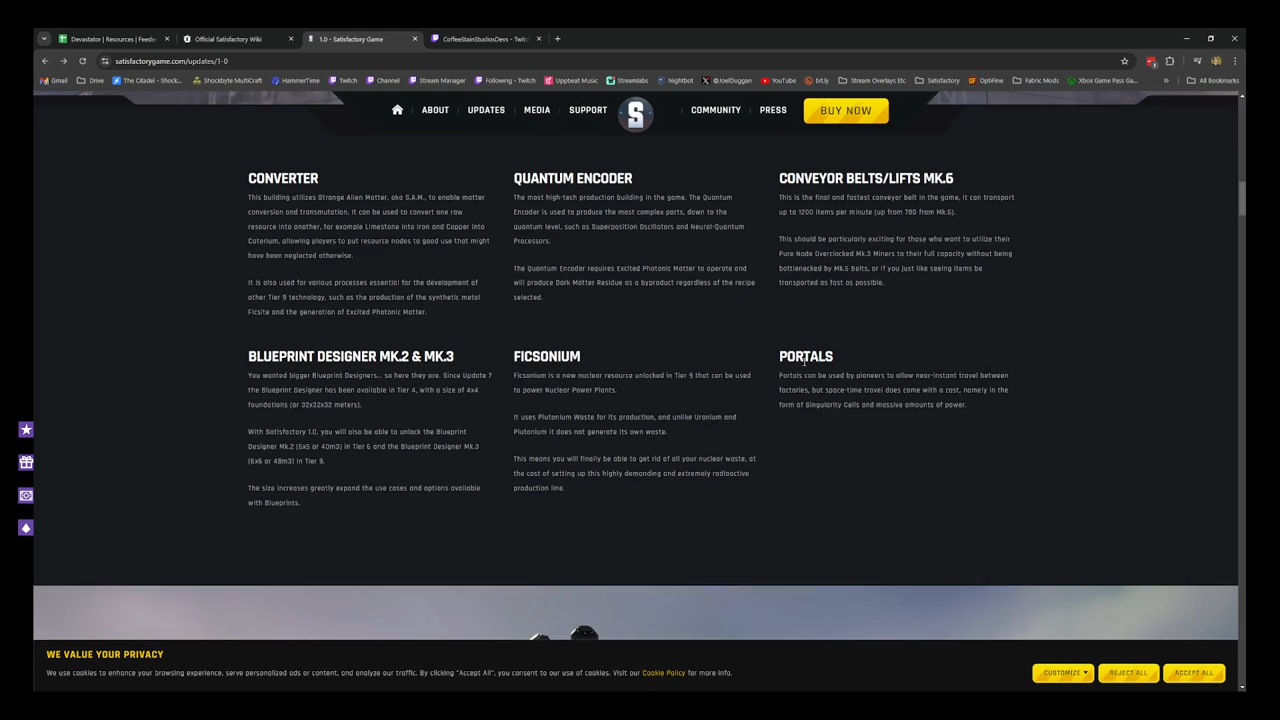 Devastator | Resources | Feede
Official Satisfactory Wiki
1.0 - Satisfactory Game
CoffeeStainStudiosDevs - Twitc
satisfactorygame.com/updates/1-0
Gmail
Drive
The Citadel - Shock...
Shockbyte MultiCraft
HammerTime
Twitch
Channel
Stream Manager
Following - Twitch
Uppbeat Music
Streamlabs
Nightbot
@JoelDuggan
YouTube
bit.ly
Stream Overlays Etc
Satisfactory
OptiFine
Fabric Mods
Xbox Game Pass Ga...
All Bookmarks
ABOUT
UPDATES
MEDIA
SUPPORT
S
COMMUNITY
PRESS
BUY NOW
CONVERTER
This building utilizes Strange Alien Matter, aka S.A.M., to enable matter
conversion and transmutation. It can be used to convert one raw
resource into another, for example Limestone into Iron and Copper into
Caterium, allowing players to put resource nodes to good use that might
have been neglected otherwise.
It is also used for various processes essential for the development of
other Tier 9 technology, such as the production of the synthetic metal
Ficsite and the generation of Excited Photonic Matter.
QUANTUM ENCODER
The most high-tech production building in the game. The Quantum
Encoder is used to produce the most complex parts, down to the
quantum level, such as Superposition Oscillators and Neural-Quantum
Processors.
The Quantum Encoder requires Excited Photonic Matter to operate and
will produce Dark Matter Residue as a byproduct regardless of the recipe
selected.
CONVEYOR BELTS/LIFTS MK.6
This is the final and fastest conveyor belt in the game, it can transport
up to 1200 items per minute (up from 780 from Mk.5).
This should be particularly exciting for those who want to utilize their
Pure Node Overclocked Mk.3 Miners to their full capacity without being
bottlenecked by Mk.5 Belts, or if you just like seeing items be
transported as fast as possible.
BLUEPRINT DESIGNER MK.2 & MK.3
You wanted bigger Blueprint Designers... so here they are. Since Update 7
the Blueprint Designer has been available in Tier 4, with a size of 4x4
foundations (or 32x32x32 meters).
With Satisfactory 1.0, you will also be able to unlock the Blueprint
Designer Mk.2 (5x5 or 40m3) in Tier 6 and the Blueprint Designer Mk.3
(6x6 or 48m3) in Tier 9.
The size increases greatly expand the use cases and options available
with Blueprints.
FICSONIUM
Ficsonium is a new nuclear resource unlocked in Tier 9 that can be used
to power Nuclear Power Plants.
It uses Plutonium Waste for its production, and unlike Uranium and
Plutonium it does not generate its own waste.
This means you will finally be able to get rid of all your nuclear waste, at
the cost of setting up this highly demanding and extremely radioactive
production line.
PORTALS
Portals can be used by pioneers to allow near-instant travel between
factories, but space-time travel does come with a cost, namely in the
form of Singularity Cells and massive amounts of power.
WE VALUE YOUR PRIVACY
We use cookies to enhance your browsing experience, serve personalized ads or content, and analyze our traffic. By clicking "Accept All", you consent to our use of cookies. Visit our Cookie Policy for more info.
CUSTOMIZE
REJECT ALL
ACCEPT ALL